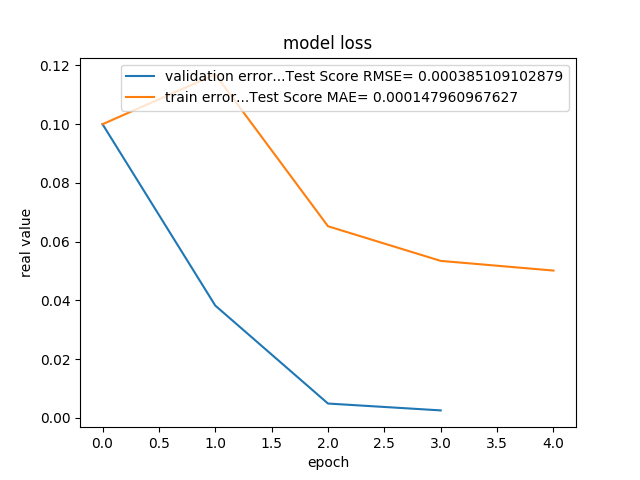 model loss
validation error...Test Score RMSE= 0.000385109102879
train error...Test Score MAE= 0.000147960967627
real value
0.12
0.10
0.08
0.06
0.04
0.02
0.00
0.0 0.5 1.0 1.5 2.0 2.5 3.0 3.5 4.0
epoch